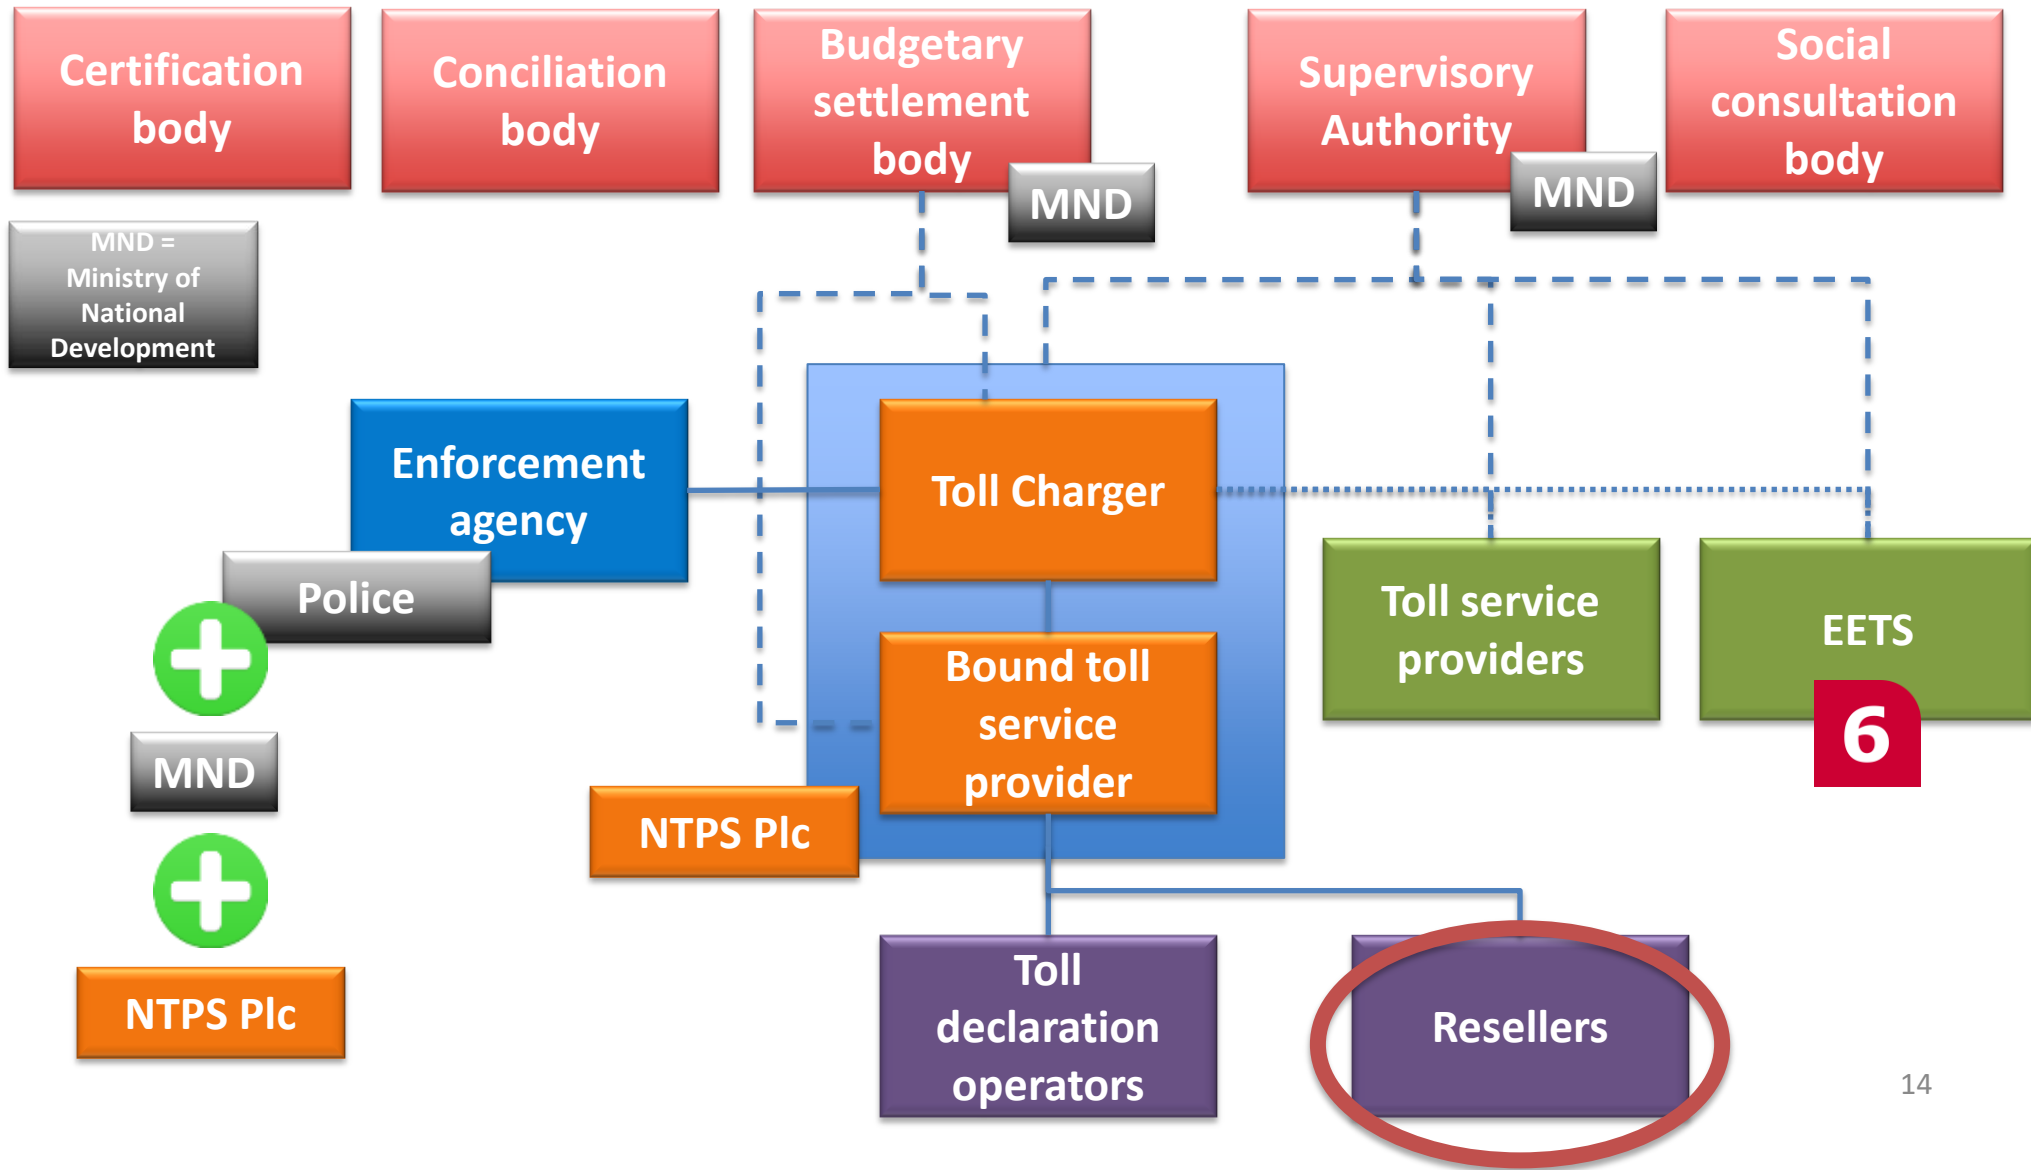 Certification
body
Conciliation
body
Budgetary
settlement
body
MND
Supervisory
Authority
MND
Social
consultation
body
MND =
Ministry of
National
Development
Enforcement
agency
Police
MND
NTPS Plc
Toll Charger
Bound toll
service
provider
NTPS Plc
Toll service
providers
EETS
6
Toll
declaration
operators
Resellers
14